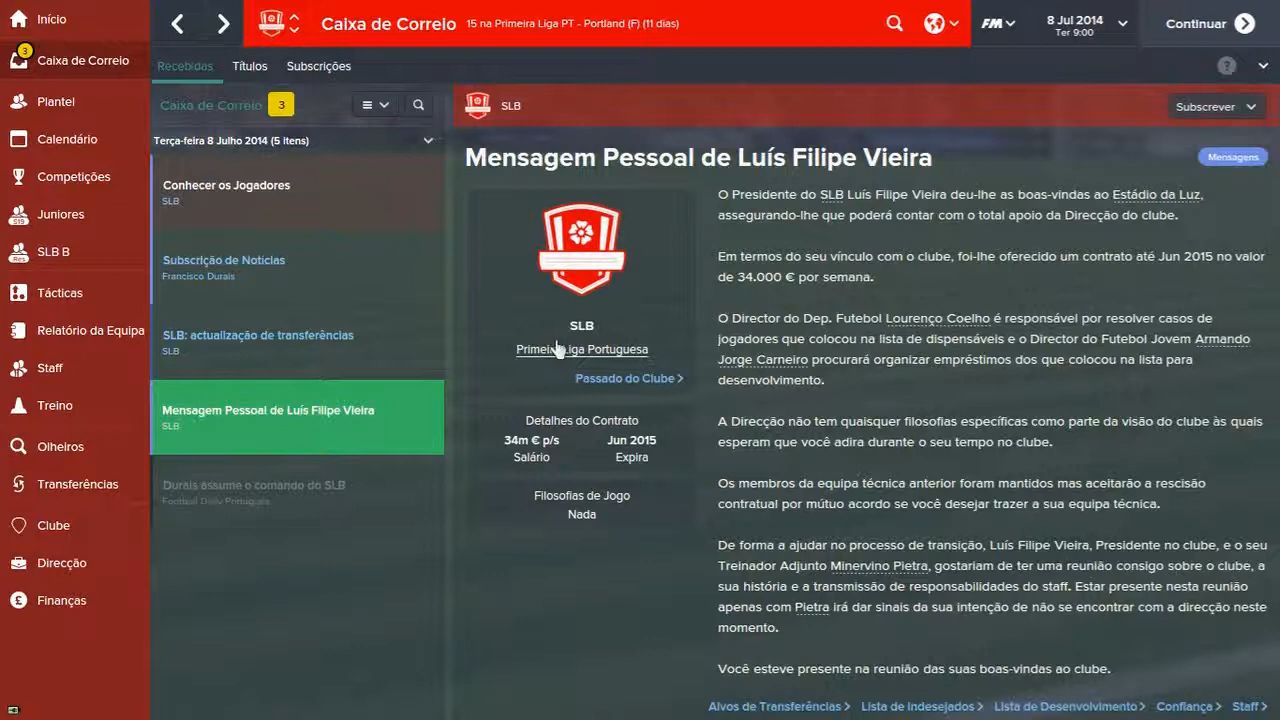 Início
3
Caixa de Correio
Plantel
Calendário
Competições
S19
Juniores
Res
SLB B
Tácticas
Relatório da Equipa
Staff
Treino
Olheiros
Transferências
Clube
Direcção
Finanças
Caixa de Correio
15 na Primeira Liga PT - Portland (F) (11 dias)
FM
8 Jul 2014
Ter 9:00
Continuar
Recebidas
Títulos
Subscrições
?
Caixa de Correio
3
SLB
Subscrever
Terça-feira 8 Julho 2014 (5 itens)
Conhecer os Jogadores
SLB
Subscrição de Notícias
Francisco Durais
SLB: actualização de transferências
SLB
Mensagem Pessoal de Luís Filipe Vieira
SLB
Durais assume o comando do SLB
Football Daily Português
Mensagem Pessoal de Luís Filipe Vieira
Mensagens
SLB
Primeira Liga Portuguesa
Passado do Clube
Detalhes do Contrato
34m € p/s
Jun 2015
Salário
Expira
Filosofias de Jogo
Nada
O Presidente do SLB Luís Filipe Vieira deu-lhe as boas-vindas ao Estádio da Luz,
assegurando-lhe que poderá contar com o total apoio da Direcção do clube.
Em termos do seu vínculo com o clube, foi-lhe oferecido um contrato até Jun 2015 no valor
de 34.000 € por semana.
O Director do Dep. Futebol Lourenço Coelho é responsável por resolver casos de
jogadores que colocou na lista de dispensáveis e o Director do Futebol Jovem Armando
Jorge Carneiro procurará organizar empréstimos dos que colocou na lista para
desenvolvimento.
A Direcção não tem quaisquer filosofias específicas como parte da visão do clube às quais
esperam que você adira durante o seu tempo no clube.
Os membros da equipa técnica anterior foram mantidos mas aceitarão a rescisão
contratual por mútuo acordo se você desejar trazer a sua equipa técnica.
De forma a ajudar no processo de transição, Luís Filipe Vieira, Presidente no clube, e o seu
Treinador Adjunto Minervino Pietra, gostariam de ter uma reunião consigo sobre o clube, a
sua história e a transmissão de responsabilidades do staff. Estar presente nesta reunião
apenas com Pietra irá dar sinais da sua intenção de não se encontrar com a direcção neste
momento.
Você esteve presente na reunião das suas boas-vindas ao clube.
Alvos de Transferências
Lista de Indesejados
Lista de Desenvolvimento
Confiança
Staff